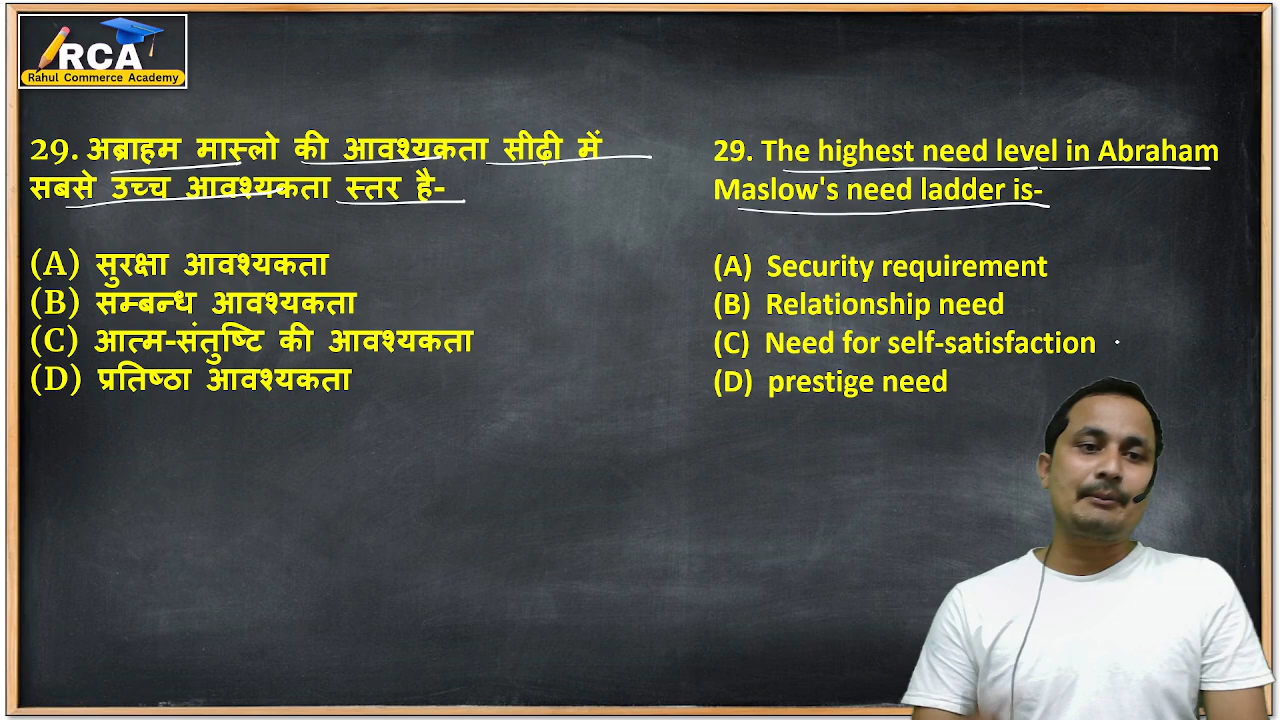 RCA
Rahul Commerce Academy
29. अब्राहम मास्लो की आवश्यकता सीढ़ी में
सबसे उच्च आवश्यकता स्तर है-
(A) सुरक्षा आवश्यकता
(B) सम्बन्ध आवश्यकता
(C) आत्म-संतुष्टि की आवश्यकता
(D) प्रतिष्ठा आवश्यकता
29. The highest need level in Abraham
Maslow's need ladder is-
(A) Security requirement
(B) Relationship need
(C) Need for self-satisfaction
(D) prestige need